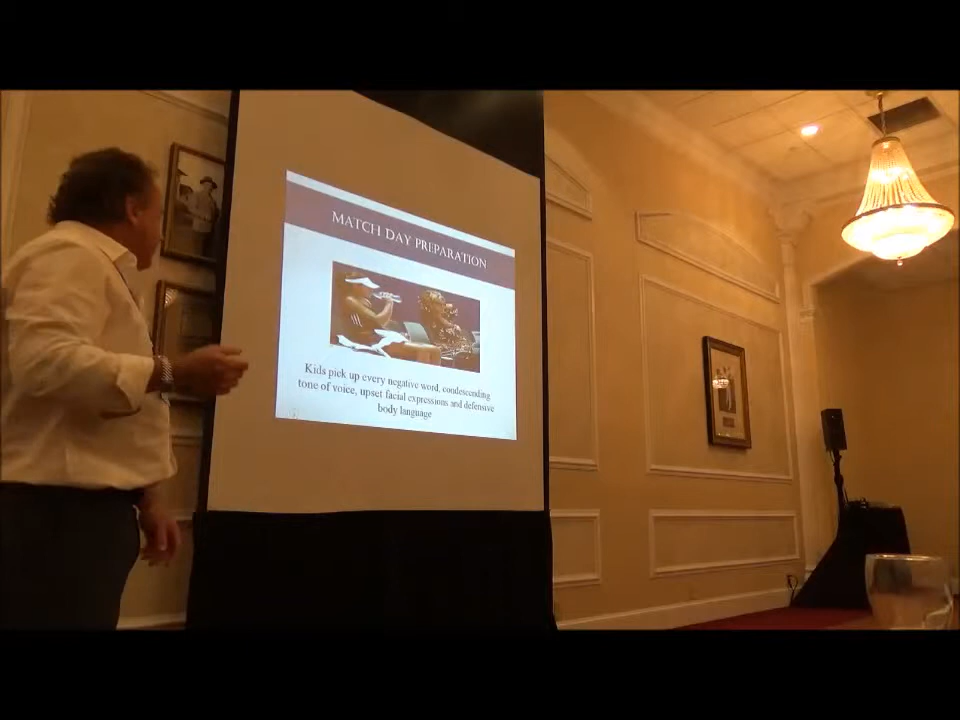 MATCH DAY PREPARATION
Kids pick up every negative word, condescending
tone of voice, upset facial expressions and defensive
body language